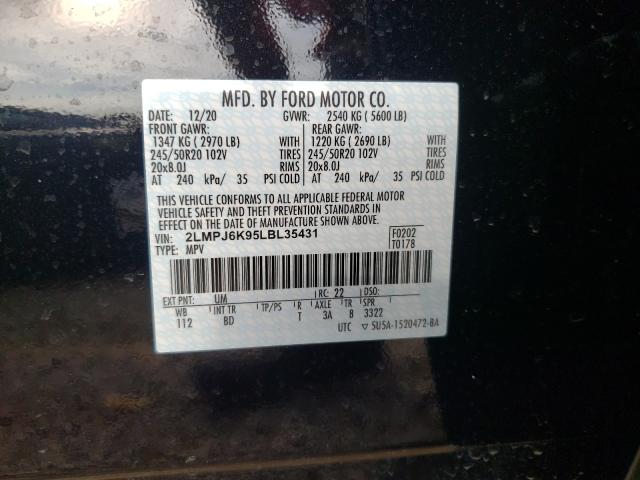 MFD. BY FORD MOTOR CO.
DATE: 12/20 GVWR: 2540 KG ( 5600 LB)
FRONT GAWR: REAR GAWR:
1347 KG ( 2970 LB) WITH 1220 KG ( 2690 LB) WITH
245/50R20 102V TIRES 245/50R20 102V TIRES
20x8.0J RIMS 20x8.0J RIMS
AT 240 kPa/ 35 PSI COLD AT 240 kPa/ 35 PSI COLD
THIS VEHICLE CONFORMS TO ALL APPLICABLE FEDERAL MOTOR
VEHICLE SAFETY AND THEFT PREVENTION STANDARDS IN
EFFECT ON THE DATE OF MANUFACTURE SHOWN ABOVE.
VIN: 2LMPJ6K95LBL35431 F0202
TYPE: MPV T0178
EXT PNT: UM RC: 22 DSO:
WB INT TR TP/PS R AXLE TR SPR
112 BD T 3A 8 3322
UTC ▽ 5U5A-1520472-BA